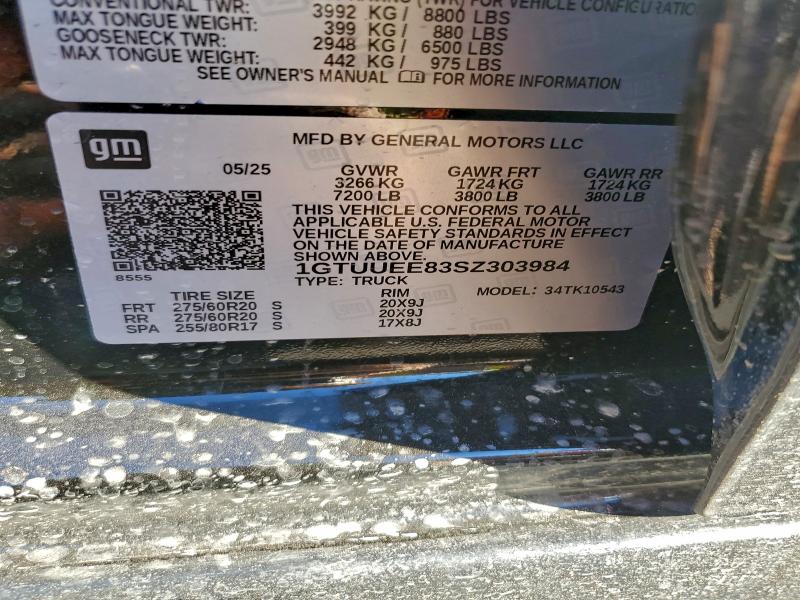 CONVENTIONAL TWR: 3992 KG / 8800 LBS
MAX TONGUE WEIGHT: 399 KG / 880 LBS
GOOSENECK TWR: 2948 KG / 6500 LBS
MAX TONGUE WEIGHT: 442 KG / 975 LBS
SEE OWNER'S MANUAL FOR MORE INFORMATION
gm
MFD BY GENERAL MOTORS LLC
05/25 GVWR GAWR FRT GAWR RR
3266 KG 1724 KG 1724 KG
7200 LB 3800 LB 3800 LB
THIS VEHICLE CONFORMS TO ALL
APPLICABLE U.S. FEDERAL MOTOR
VEHICLE SAFETY STANDARDS IN EFFECT
ON THE DATE OF MANUFACTURE
SHOWN ABOVE.
1GTUUEE83SZ303984
8555
TYPE: TRUCK
MODEL: 34TK10543
TIRE SIZE RIM
FRT 275/60R20 S 20X9J
RR 275/60R20 S 20X9J
SPA 255/80R17 S 17X8J